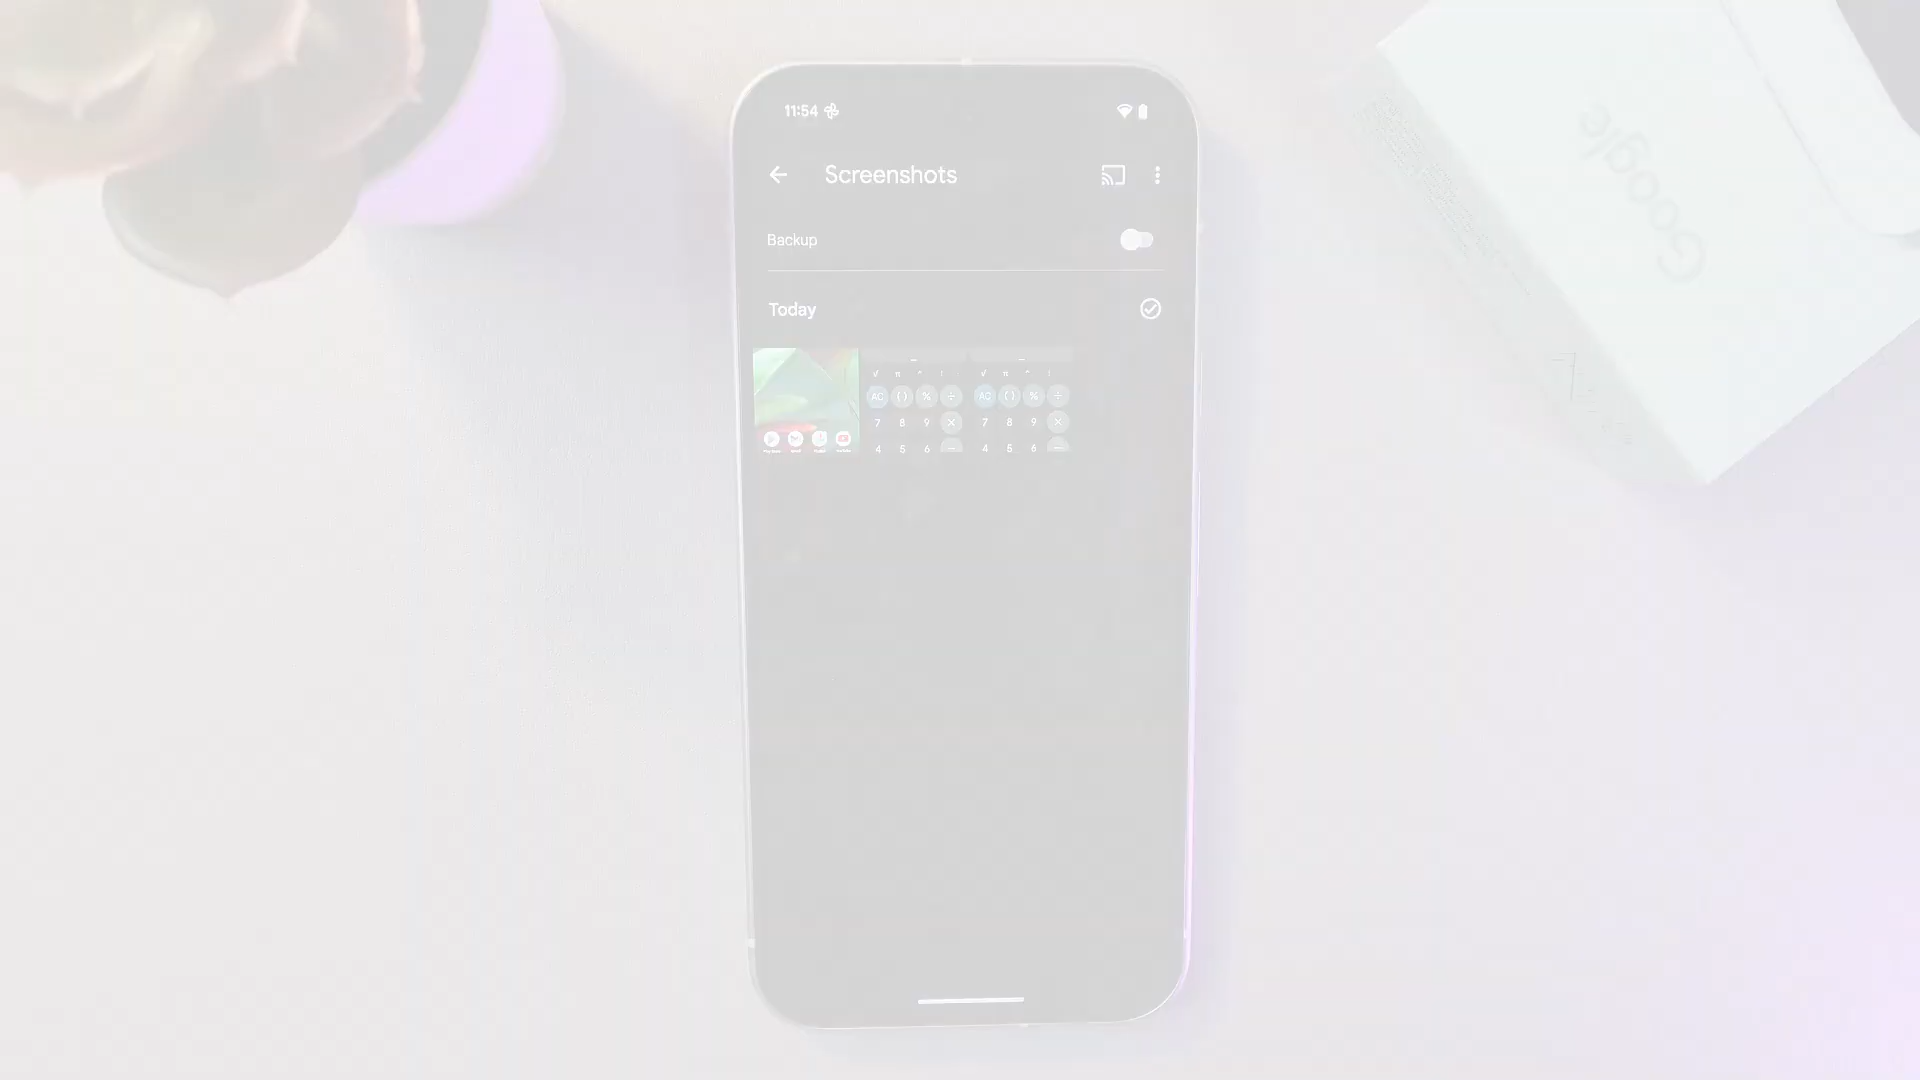 11:54
Screenshots
Backup
Today
√ π ^ !
√ π ^ !
AC ( ) % ÷
AC ( ) % ÷
7 8 9 ×
7 8 9 ×
4 5 6 −
4 5 6 −
Google